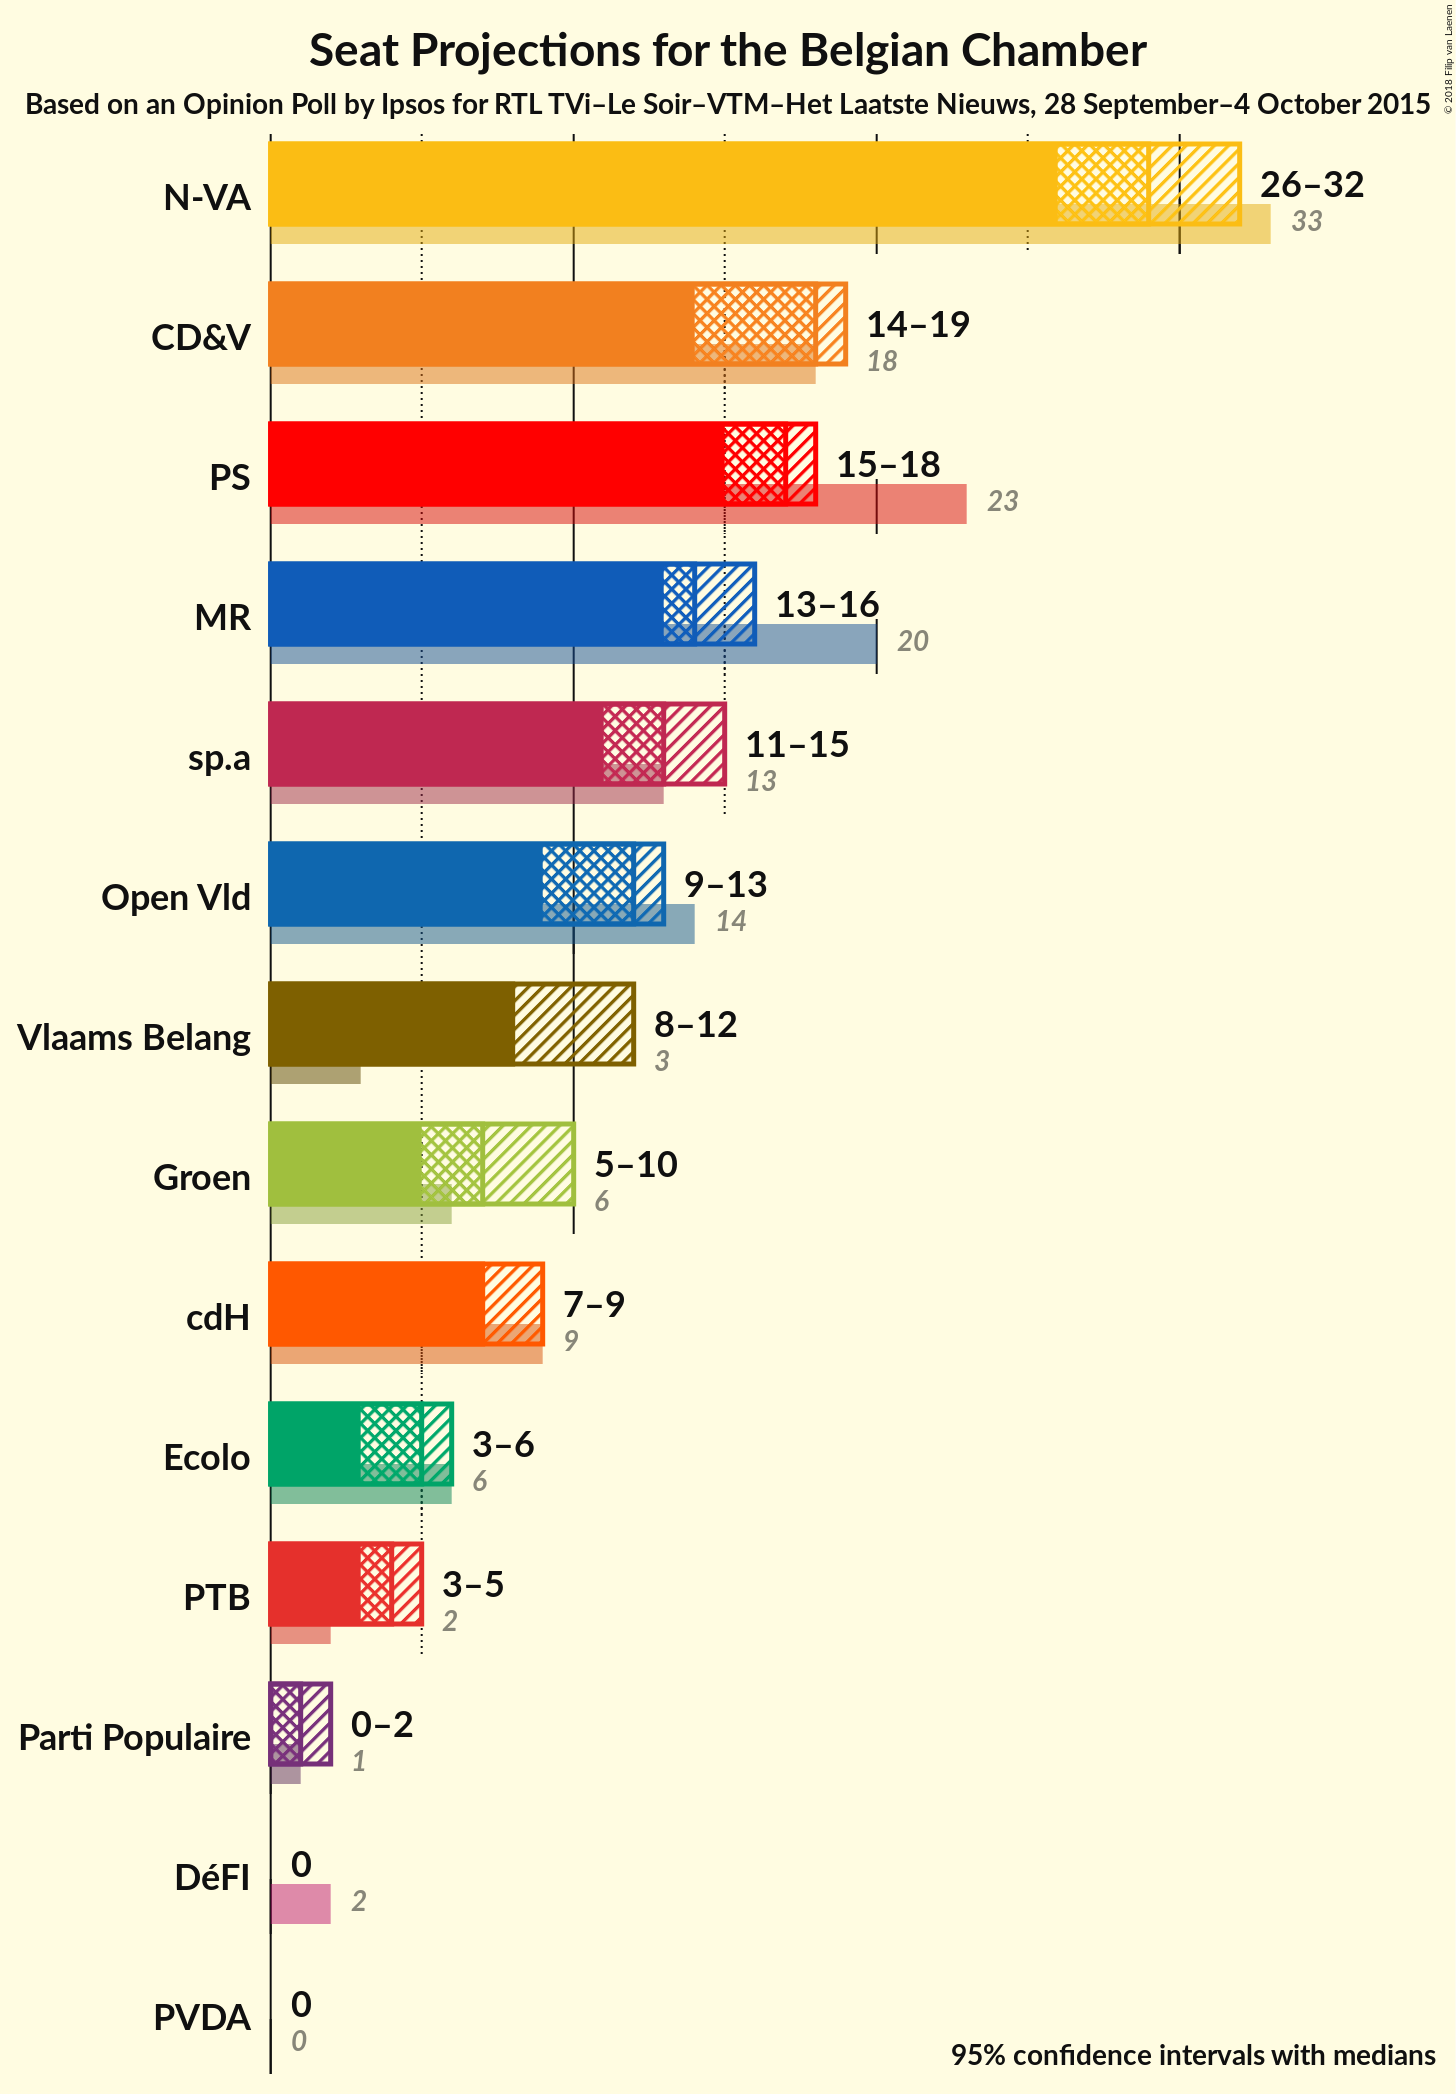 Seat Projections for the Belgian Chamber
Based on an Opinion Poll by Ipsos for RTL TVi–Le Soir–VTM–Het Laatste Nieuws, 28 September–4 October 2015
© 2018 Filip van Laenen
N-VA
26–32
33
CD&V
14–19
18
PS
15–18
23
MR
13–16
20
sp.a
11–15
13
Open Vld
9–13
14
Vlaams Belang
8–12
3
Groen
5–10
6
cdH
7–9
9
Ecolo
3–6
6
PTB
3–5
2
Parti Populaire
0–2
1
DéFI
0
2
PVDA
0
0
95% confidence intervals with medians